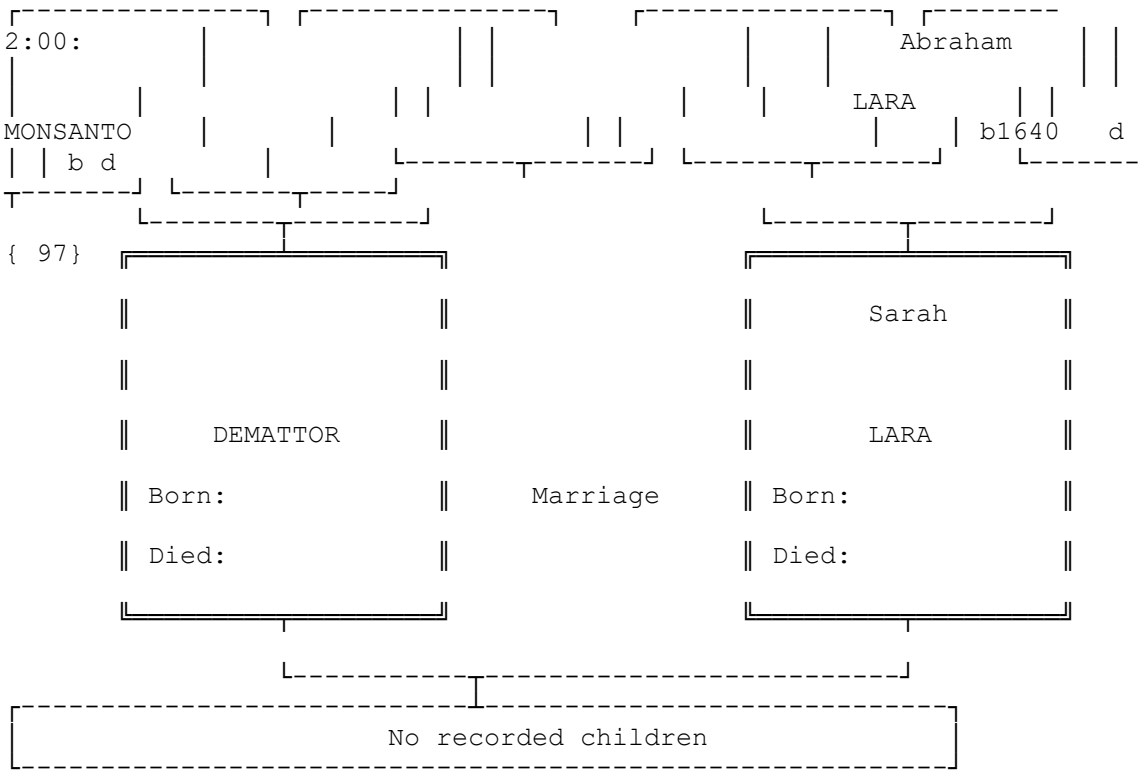 2:00: Abraham
LARA
MONSANTO b1640 d
b d
{ 97}
Sarah
DEMATTOR LARA
Born: Marriage Born:
Died: Died:
No recorded children